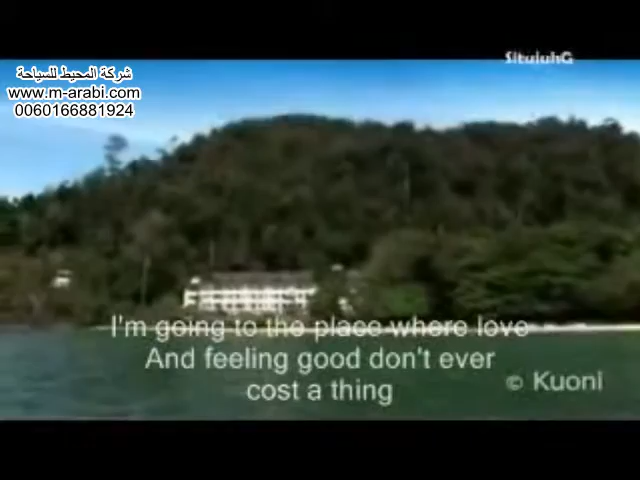 شركة المحيط للسياحة
www.m-arabi.com
0060166881924
I'm going to the place where love
And feeling good don't ever
cost a thing
© Kuoni